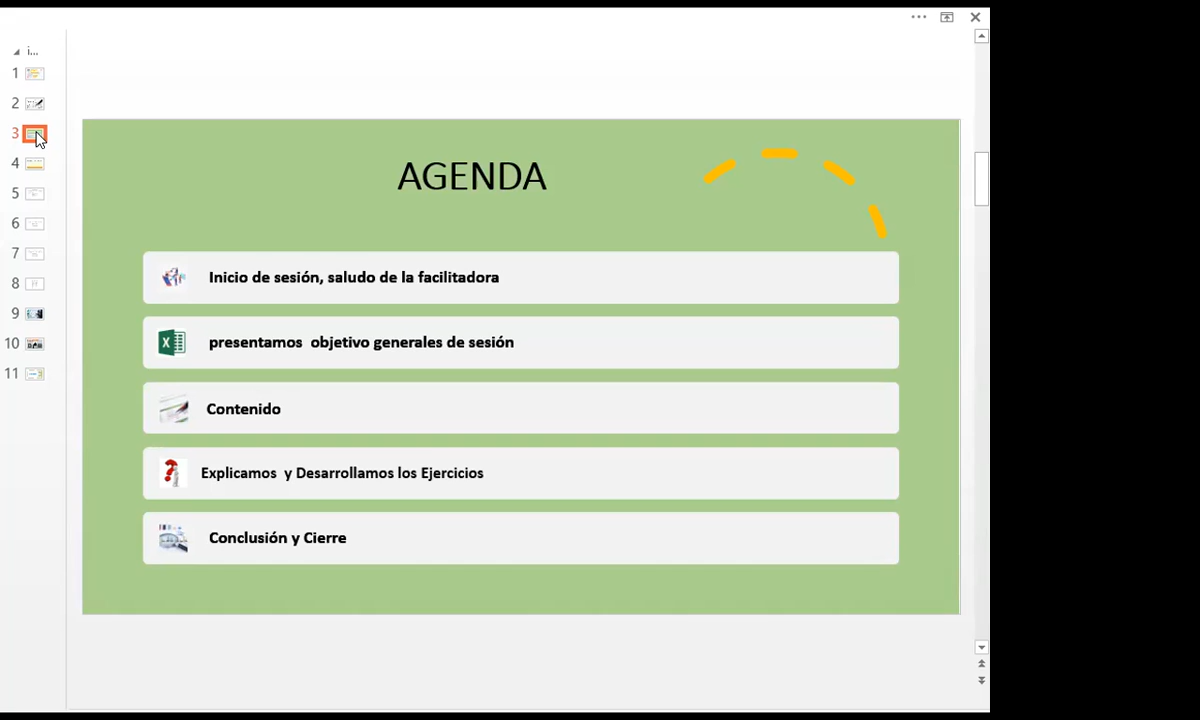 i...
1
2
3
4
5
6
7
8
9
10
11
AGENDA
Inicio de sesión, saludo de la facilitadora
presentamos  objetivo generales de sesión
Contenido
Explicamos  y Desarrollamos los Ejercicios
Conclusión y Cierre